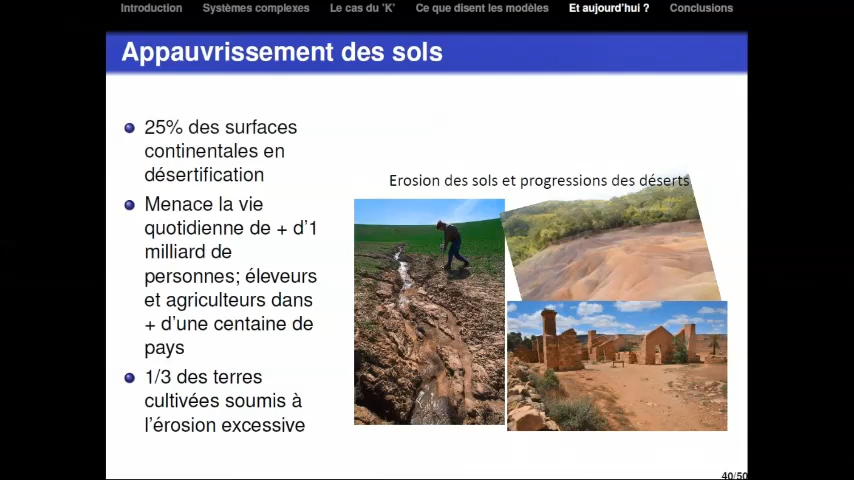 Introduction Systèmes complexes Le cas du 'K' Ce que disent les modèles Et aujourd'hui ? Conclusions
Appauvrissement des sols
25% des surfaces
continentales en
désertification
Menace la vie
quotidienne de + d'1
milliard de
personnes; éleveurs
et agriculteurs dans
+ d'une centaine de
pays
1/3 des terres
cultivées soumis à
l'érosion excessive
Erosion des sols et progressions des déserts
40/50